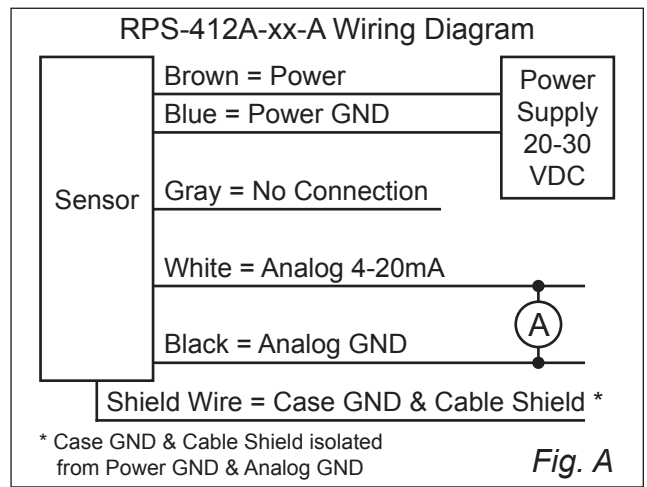 RPS-412A-xx-A Wiring Diagram
Brown = Power
Blue = Power GND
Power
Supply
20-30
VDC
Sensor
Gray = No Connection
White = Analog 4-20mA
A
Black = Analog GND
Shield Wire = Case GND & Cable Shield *
* Case GND & Cable Shield isolated
from Power GND & Analog GND
Fig. A